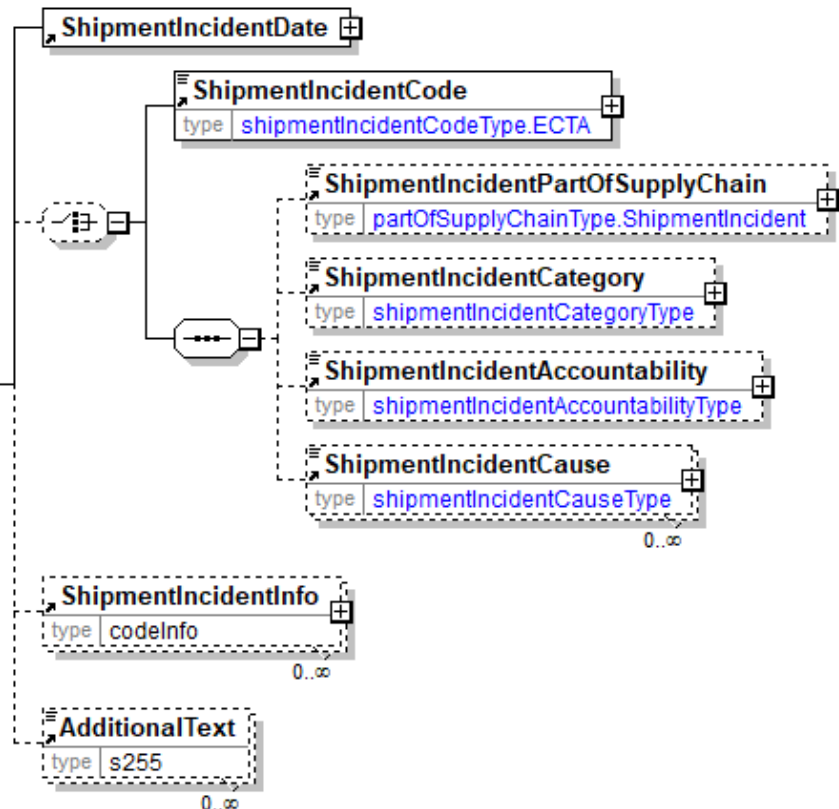 ShipmentIncidentDate
ShipmentIncidentCode
type shipmentIncidentCodeType.ECTA
ShipmentIncidentPartOfSupplyChain
type partOfSupplyChainType.ShipmentIncident
ShipmentIncidentCategory
type shipmentIncidentCategoryType
ShipmentIncidentAccountability
type shipmentIncidentAccountabilityType
ShipmentIncidentCause
type shipmentIncidentCauseType
0..∞
ShipmentIncidentInfo
type codeInfo
0..∞
AdditionalText
type s255
0..∞